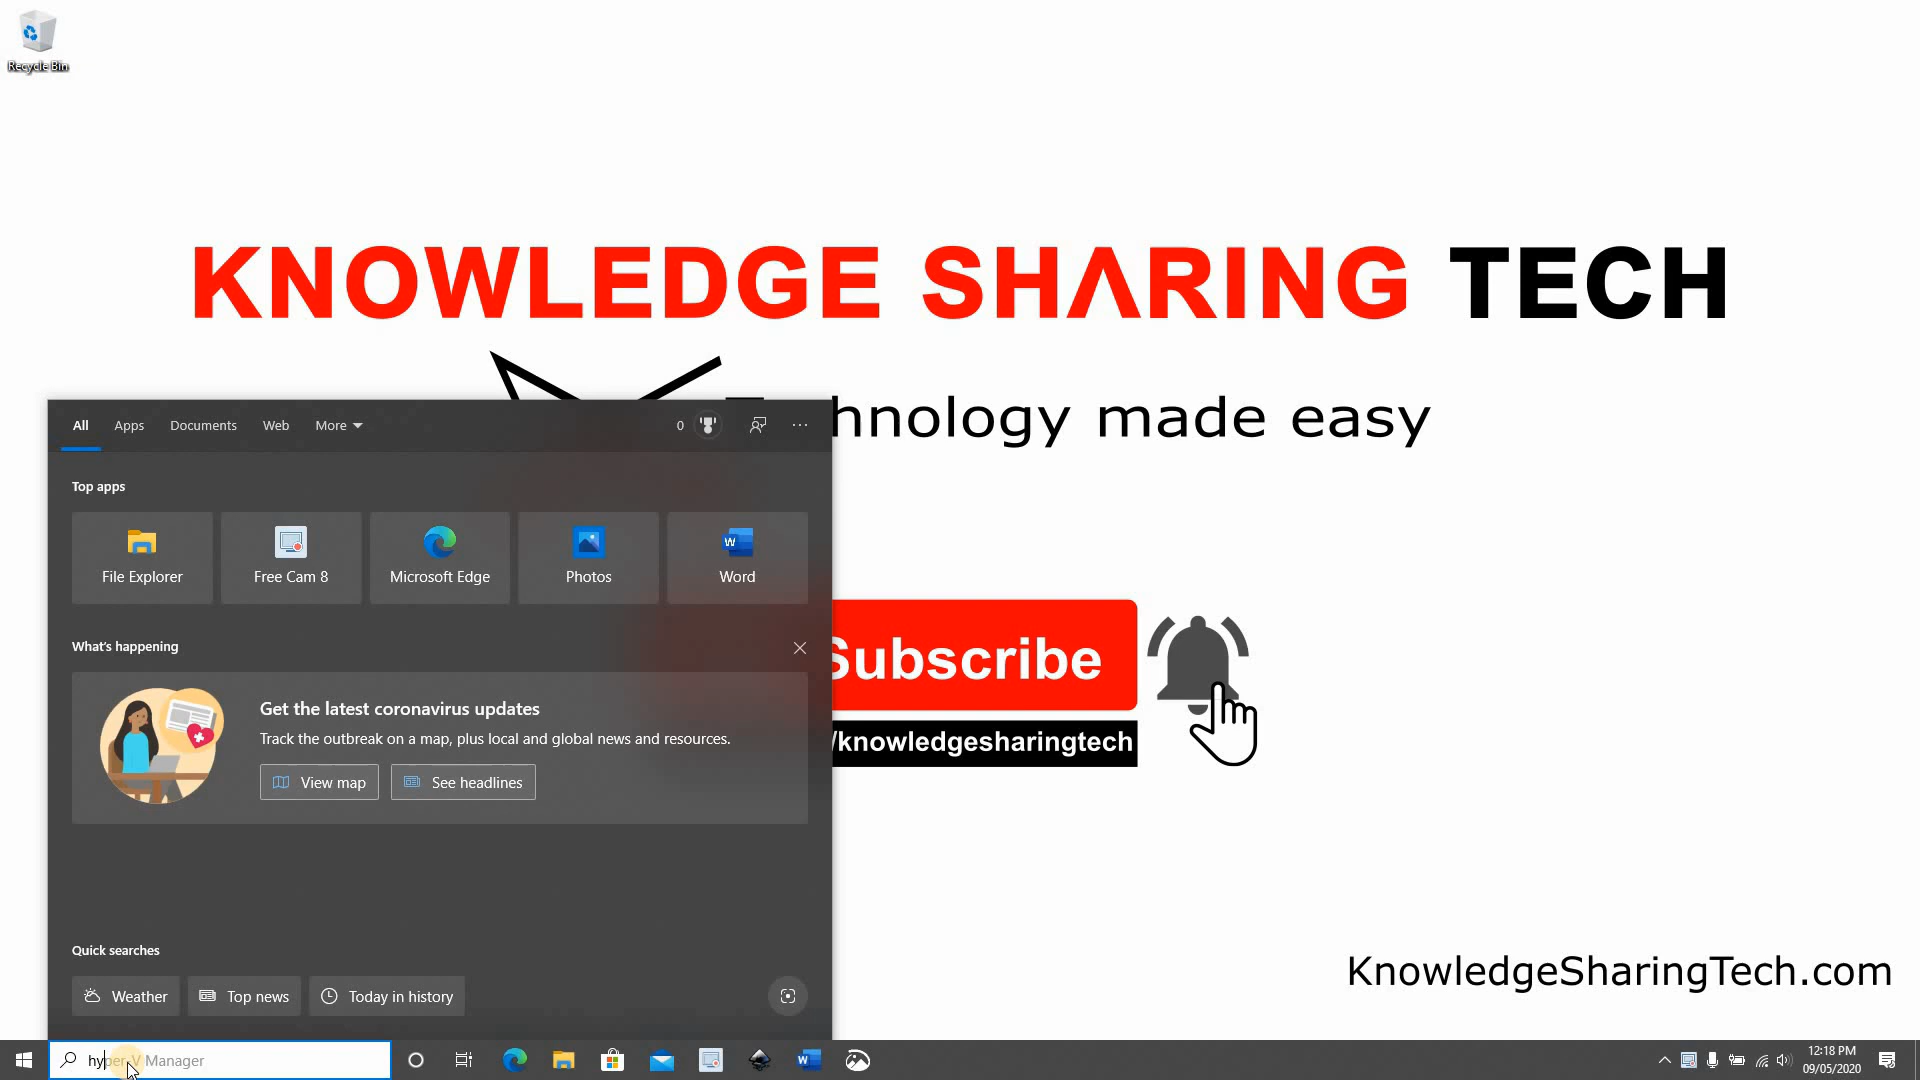 Recycle Bin
KNOWLEDGE SHARING TECH
hnology made easy
All Apps Documents Web More 0
Top apps
File Explorer Free Cam 8 Microsoft Edge Photos Word
What's happening
Get the latest coronavirus updates
Track the outbreak on a map, plus local and global news and resources.
View map See headlines
Subscribe
/knowledgesharingtech
Quick searches
Weather Top news Today in history
KnowledgeSharingTech.com
hyper-V Manager
12:18 PM
09/05/2020